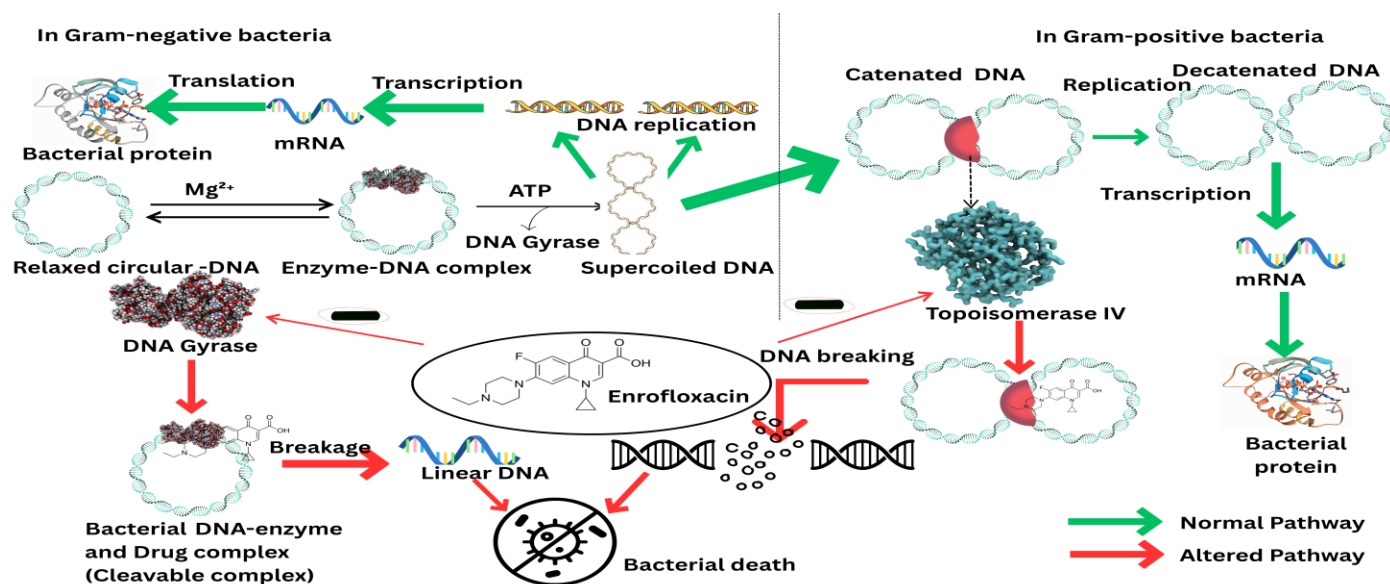 In Gram-negative bacteria
In Gram-positive bacteria
Translation
Transcription
Bacterial protein
mRNA
DNA replication
Catenated DNA
Replication
Decatenated DNA
Mg²⁺
ATP
DNA Gyrase
Relaxed circular -DNA
Enzyme-DNA complex
Supercoiled DNA
Transcription
mRNA
Topoisomerase IV
DNA Gyrase
F
O
O
OH
N
N
N
Enrofloxacin
DNA breaking
F
O
O
OH
N
N
N
O
O
OH
N
N
N
Breakage
Linear DNA
Bacterial
protein
Bacterial DNA-enzyme
and Drug complex
(Cleavable complex)
Bacterial death
Normal Pathway
Altered Pathway